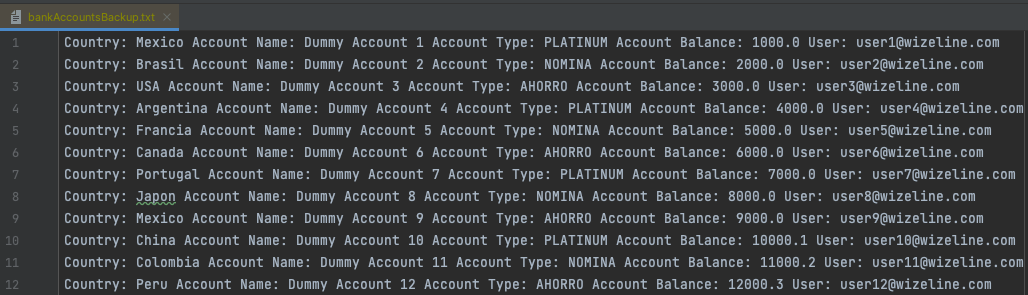 bankAccountsBackup.txt
1 Country: Mexico Account Name: Dummy Account 1 Account Type: PLATINUM Account Balance: 1000.0 User: user1@wizeline.com
2 Country: Brasil Account Name: Dummy Account 2 Account Type: NOMINA Account Balance: 2000.0 User: user2@wizeline.com
3 Country: USA Account Name: Dummy Account 3 Account Type: AHORRO Account Balance: 3000.0 User: user3@wizeline.com
4 Country: Argentina Account Name: Dummy Account 4 Account Type: PLATINUM Account Balance: 4000.0 User: user4@wizeline.com
5 Country: Francia Account Name: Dummy Account 5 Account Type: NOMINA Account Balance: 5000.0 User: user5@wizeline.com
6 Country: Canada Account Name: Dummy Account 6 Account Type: AHORRO Account Balance: 6000.0 User: user6@wizeline.com
7 Country: Portugal Account Name: Dummy Account 7 Account Type: PLATINUM Account Balance: 7000.0 User: user7@wizeline.com
8 Country: Japon Account Name: Dummy Account 8 Account Type: NOMINA Account Balance: 8000.0 User: user8@wizeline.com
9 Country: Mexico Account Name: Dummy Account 9 Account Type: AHORRO Account Balance: 9000.0 User: user9@wizeline.com
10 Country: China Account Name: Dummy Account 10 Account Type: PLATINUM Account Balance: 10000.1 User: user10@wizeline.com
11 Country: Colombia Account Name: Dummy Account 11 Account Type: NOMINA Account Balance: 11000.2 User: user11@wizeline.com
12 Country: Peru Account Name: Dummy Account 12 Account Type: AHORRO Account Balance: 12000.3 User: user12@wizeline.com